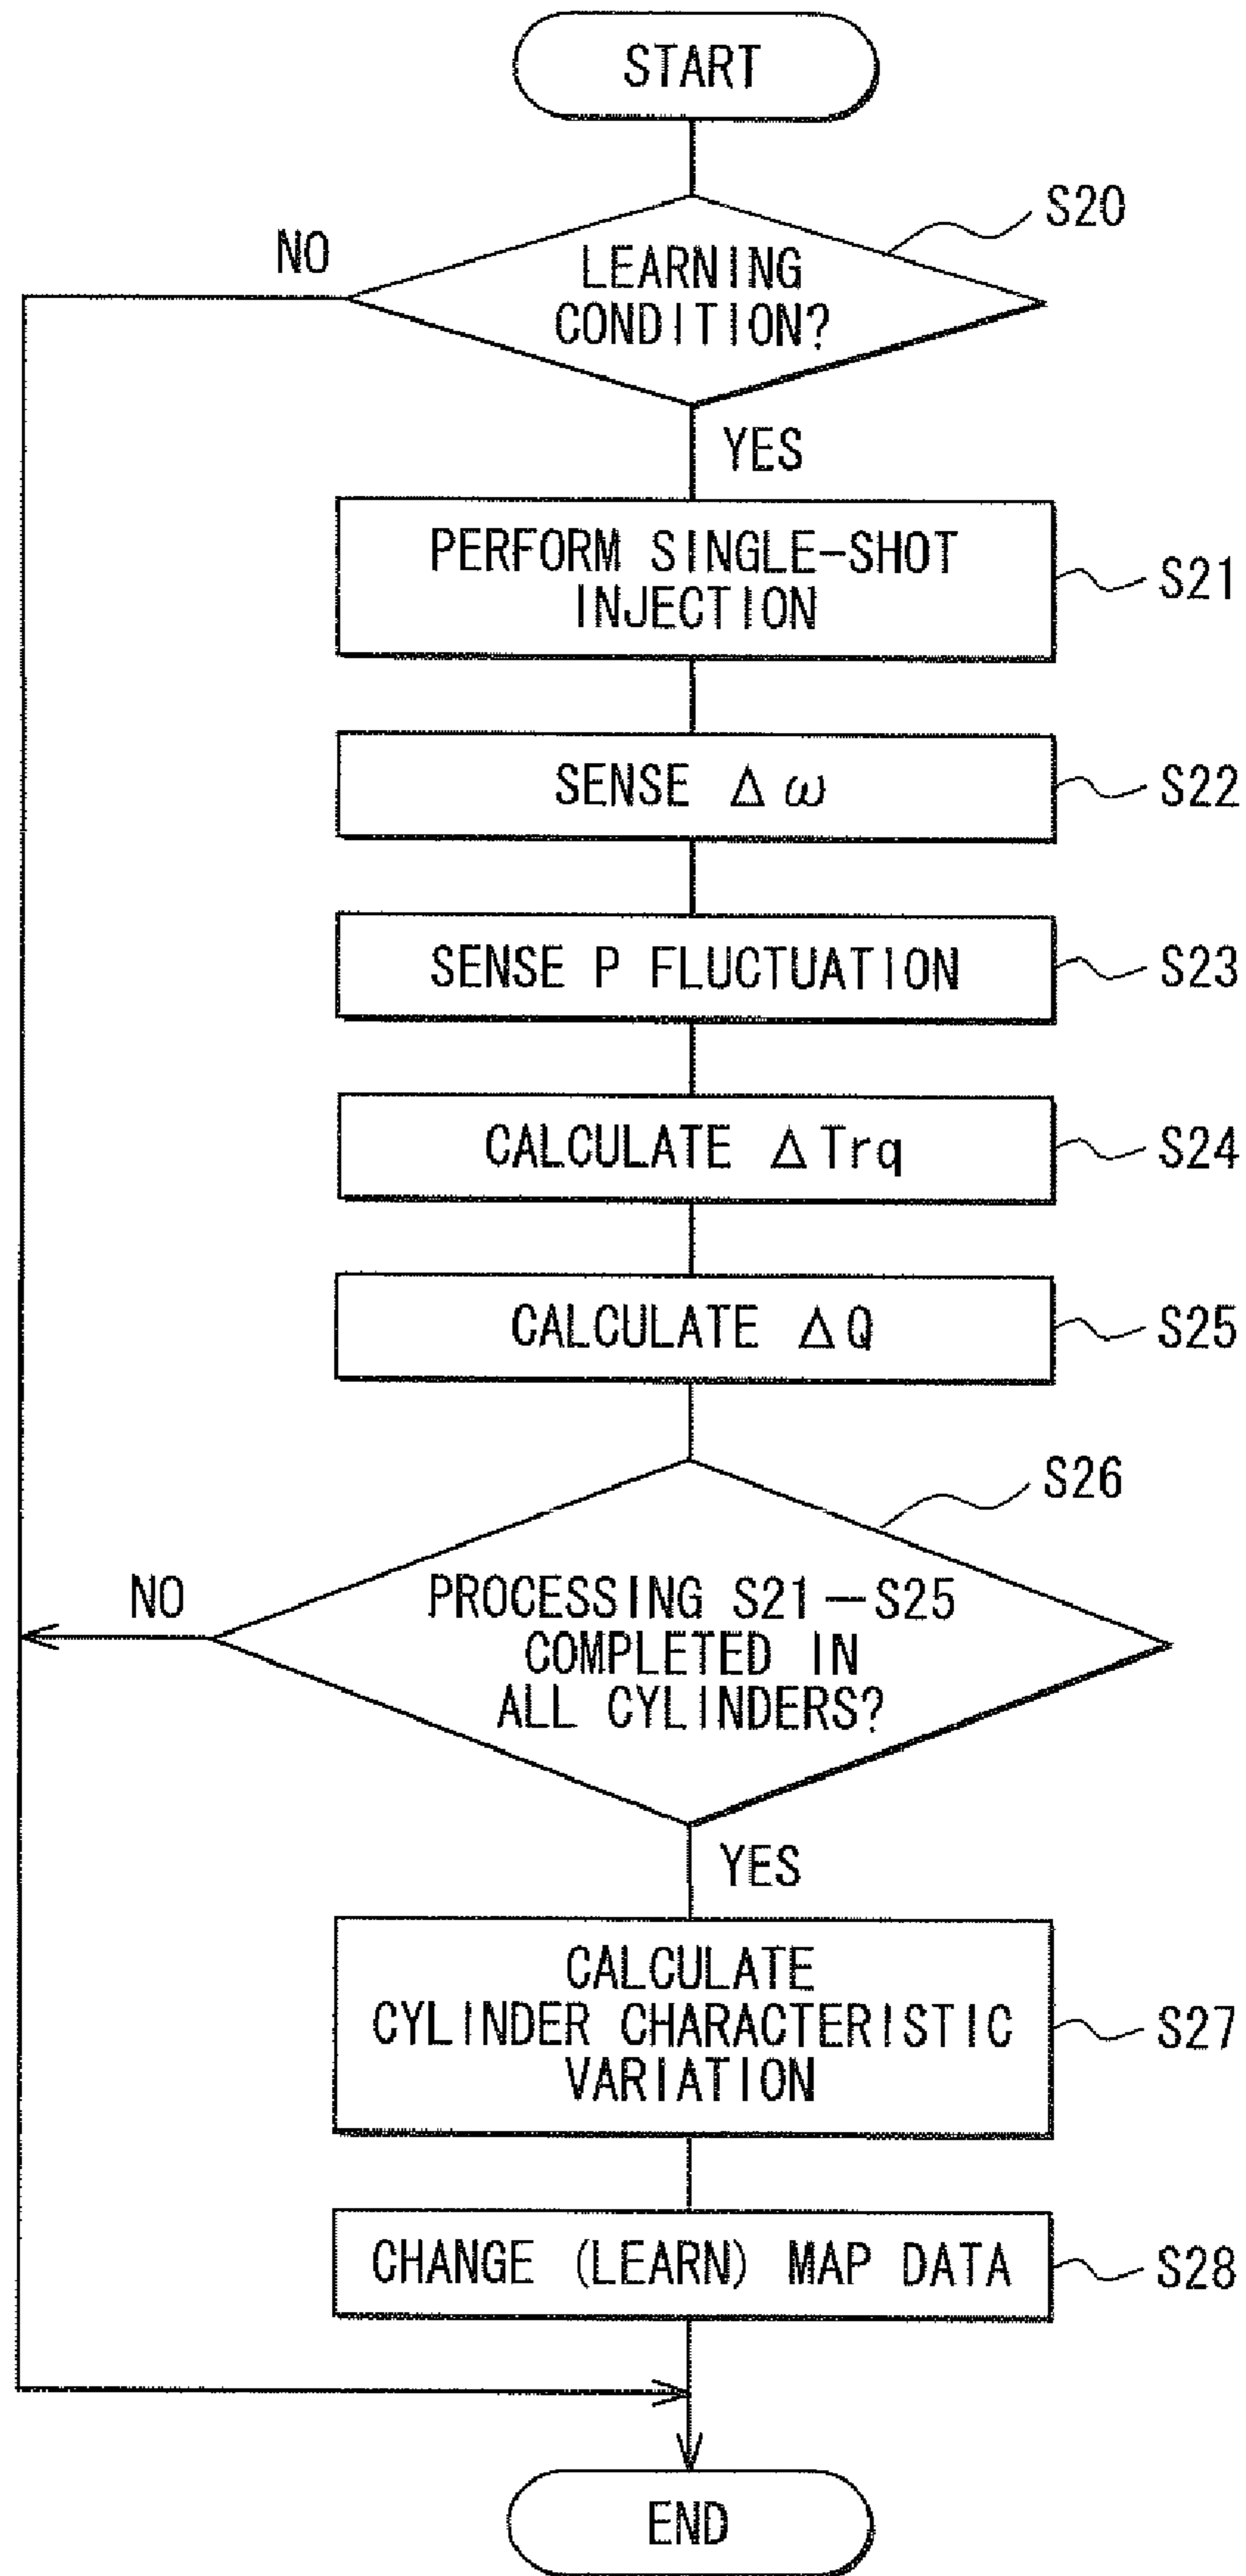 START
S20
NO
LEARNING
CONDITION?
YES
PERFORM SINGLE-SHOT
INJECTION
S21
SENSE Δω
S22
SENSE P FLUCTUATION
S23
CALCULATE ΔTrq
S24
CALCULATE ΔQ
S25
S26
NO
PROCESSING S21-S25
COMPLETED IN
ALL CYLINDERS?
YES
CALCULATE
CYLINDER CHARACTERISTIC
VARIATION
S27
CHANGE (LEARN) MAP DATA
S28
END